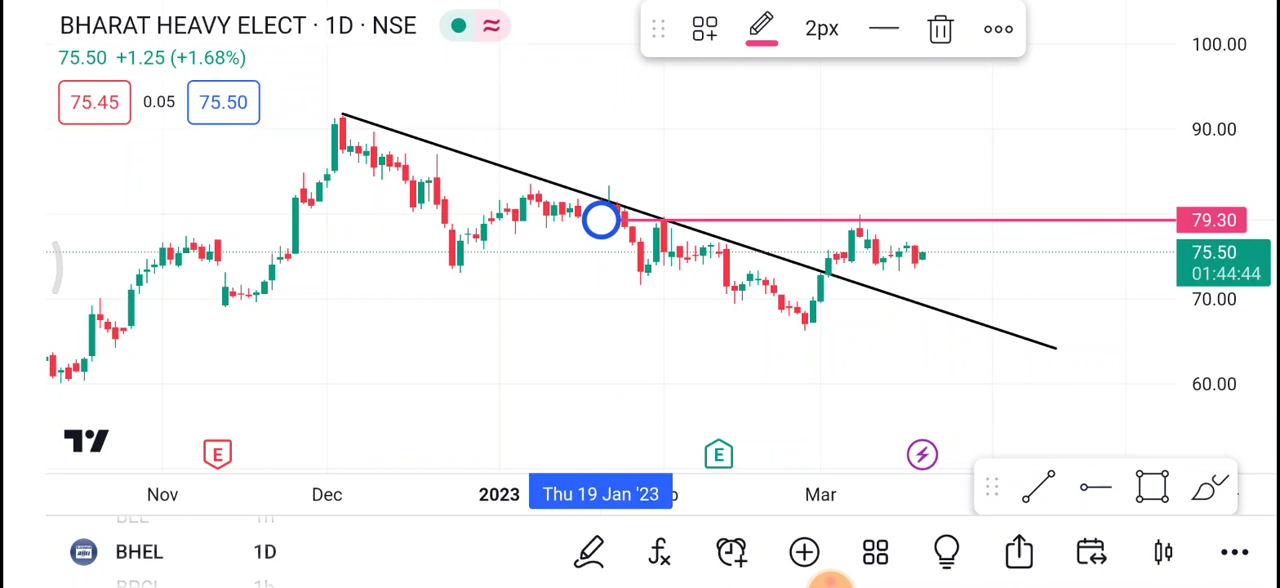 BHARAT HEAVY ELECT · 1D · NSE
75.50 +1.25 (+1.68%)
75.45 0.05 75.50
2px
100.00
90.00
79.30
75.50
01:44:44
70.00
60.00
E E
Nov Dec 2023 Thu 19 Jan '23 Mar
BHEL 1D